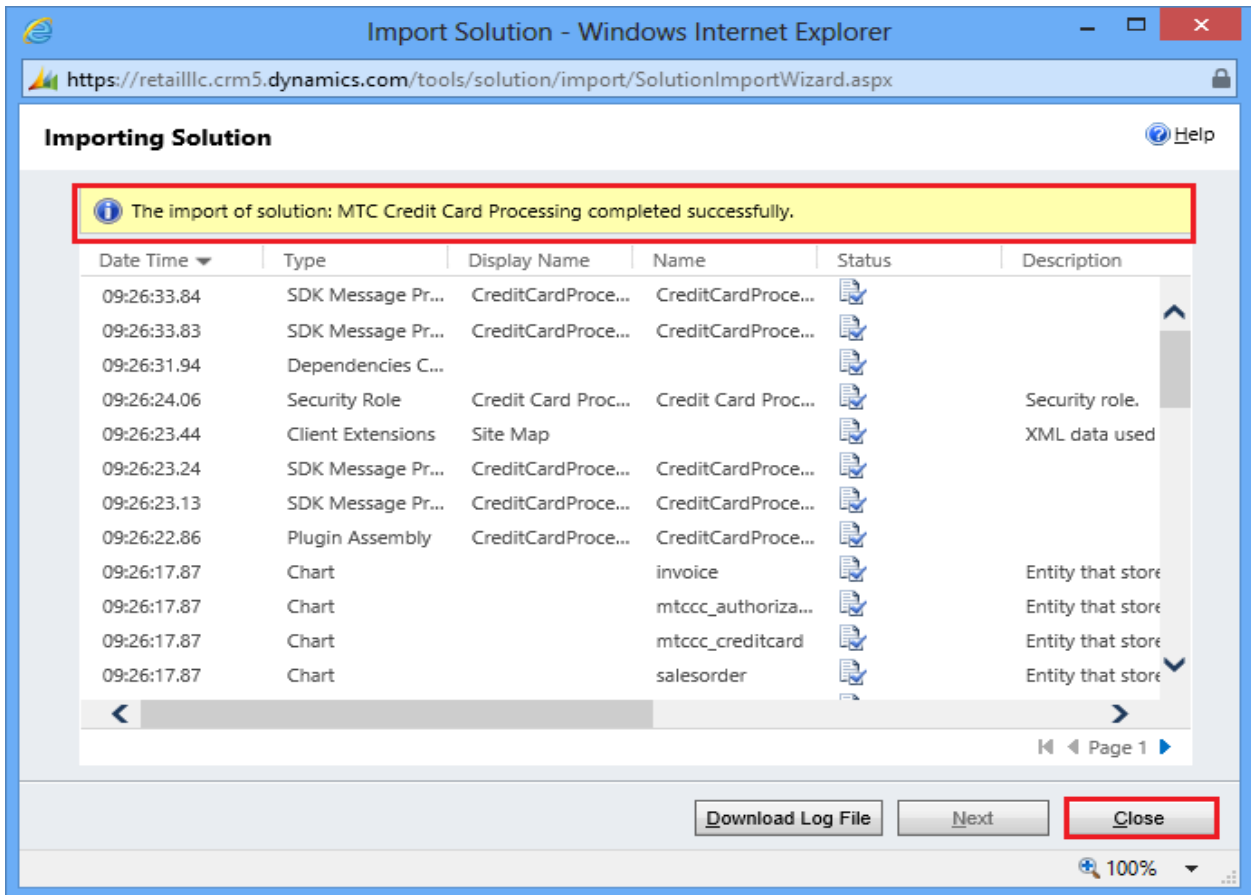 Import Solution - Windows Internet Explorer
https://retailllc.crm5.dynamics.com/tools/solution/import/SolutionImportWizard.aspx
Importing Solution Help
The import of solution: MTC Credit Card Processing completed successfully.
Date Time Type Display Name Name Status Description
09:26:33.84 SDK Message Pr... CreditCardProce... CreditCardProce...
09:26:33.83 SDK Message Pr... CreditCardProce... CreditCardProce...
09:26:31.94 Dependencies C...
09:26:24.06 Security Role Credit Card Proc... Credit Card Proc... Security role.
09:26:23.44 Client Extensions Site Map XML data used
09:26:23.24 SDK Message Pr... CreditCardProce... CreditCardProce...
09:26:23.13 SDK Message Pr... CreditCardProce... CreditCardProce...
09:26:22.86 Plugin Assembly CreditCardProce... CreditCardProce...
09:26:17.87 Chart invoice Entity that store
09:26:17.87 Chart mtccc_authoriza... Entity that store
09:26:17.87 Chart mtccc_creditcard Entity that store
09:26:17.87 Chart salesorder Entity that store
Page 1
Download Log File Next Close
100%